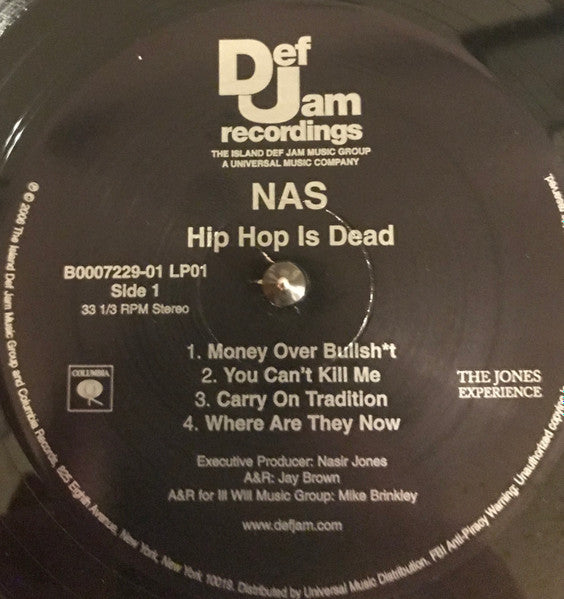 Def
Jam
recordings
THE ISLAND DEF JAM MUSIC GROUP
A UNIVERSAL MUSIC COMPANY
NAS
Hip Hop Is Dead
B0007229-01 LP01
Side 1
33 1/3 RPM Stereo
1. Money Over Bullsh*t
2. You Can't Kill Me
3. Carry On Tradition
4. Where Are They Now
COLUMBIA
THE JONES
EXPERIENCE
Executive Producer: Nasir Jones
A&R: Jay Brown
A&R for Ill Will Music Group: Mike Brinkley
www.defjam.com
℗ © 2006 The Island Def Jam Music Group and Columbia Records, 825 Eighth Avenue, New York, New York 10019. Distributed by Universal Music Distribution. FBI Anti-Piracy Warning: Unauthorized copying